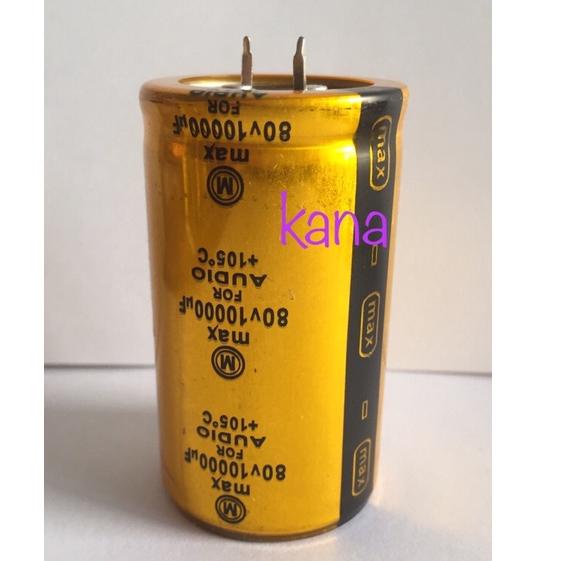 kana
M
max
80v10000µF
FOR
AUDIO
+105°C
M
max
80v10000µF
FOR
AUDIO
+105°C
M
max
80v10000µF
FOR
AUDIO
max
max
max